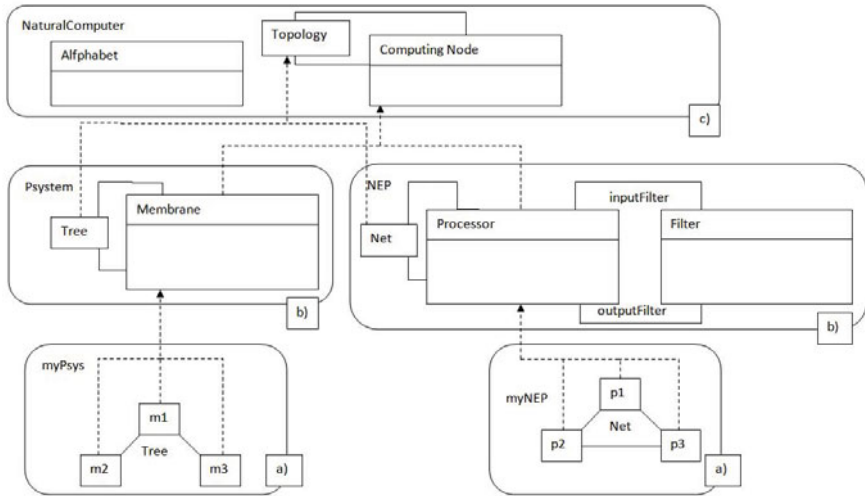 NaturalComputer
Topology
Alfphabet
Computing Node
c)
Psystem
Membrane
Tree
b)
NEP
inputFilter
Processor
Filter
Net
outputFilter
b)
myPsys
m1
Tree
m2
m3
a)
myNEP
p1
Net
p2
p3
a)